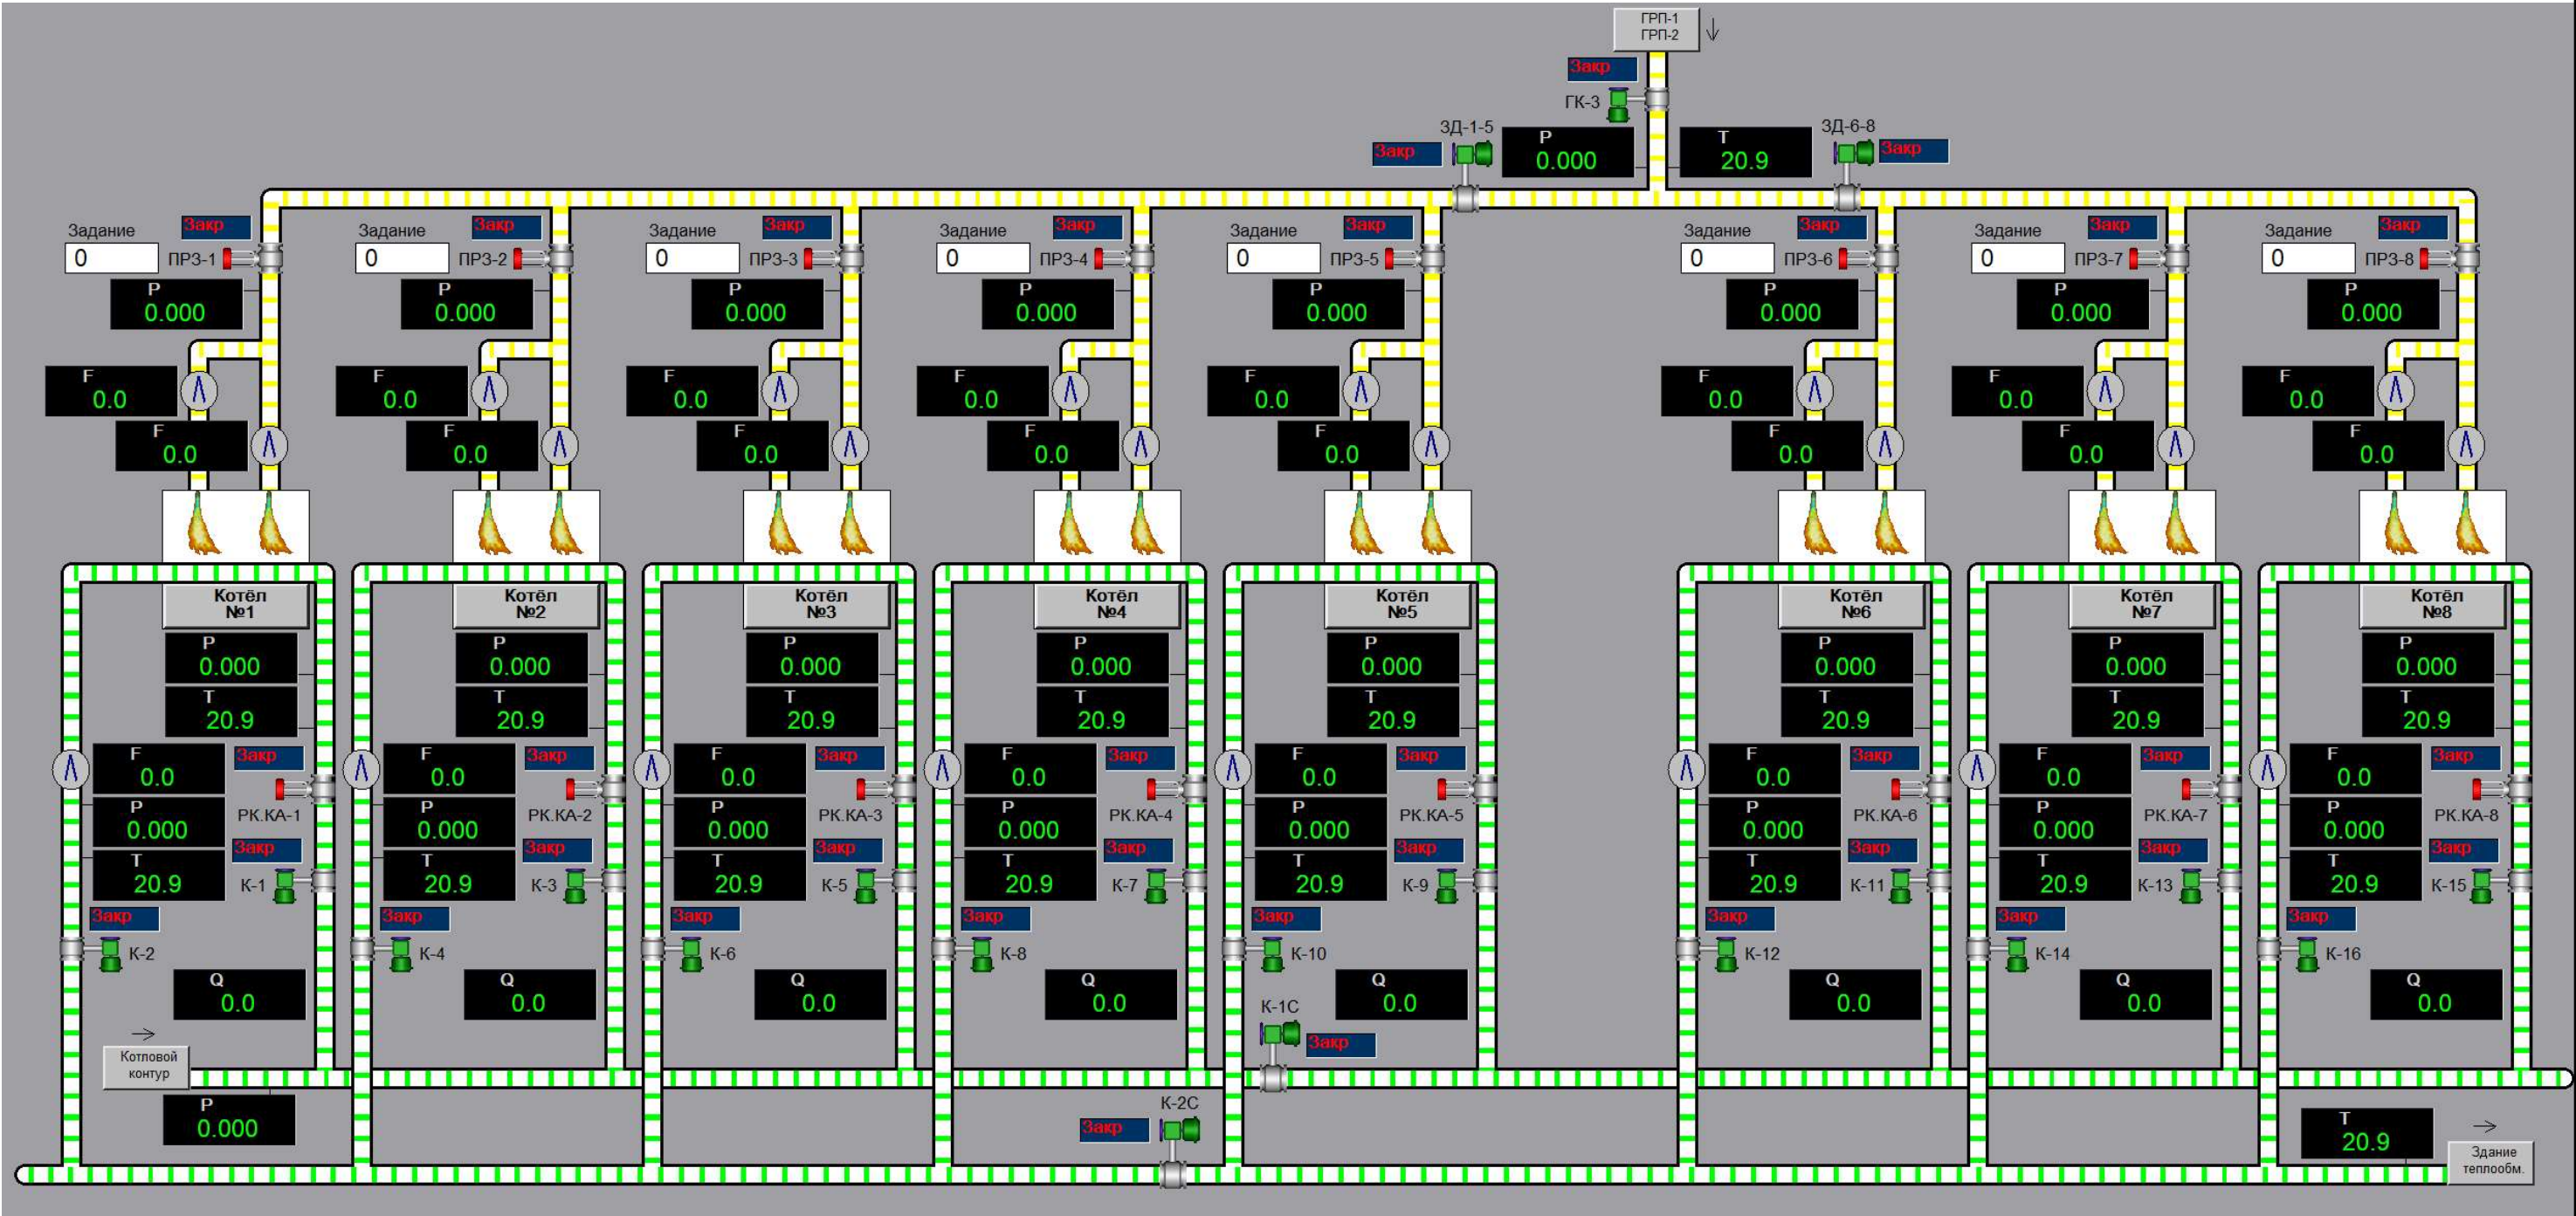 ГРП-1
ГРП-2
Закр
ГК-3
ЗД-1-5
Закр
P
0.000
T
20.9
ЗД-6-8
Закр
Задание
0
Закр
ПРЗ-1
P
0.000
F
0.0
F
0.0
Задание
0
Закр
ПРЗ-2
P
0.000
F
0.0
F
0.0
Задание
0
Закр
ПРЗ-3
P
0.000
F
0.0
F
0.0
Задание
0
Закр
ПРЗ-4
P
0.000
F
0.0
F
0.0
Задание
0
Закр
ПРЗ-5
P
0.000
F
0.0
F
0.0
Задание
0
Закр
ПРЗ-6
P
0.000
F
0.0
F
0.0
Задание
0
Закр
ПРЗ-7
P
0.000
F
0.0
F
0.0
Задание
0
Закр
ПРЗ-8
P
0.000
F
0.0
F
0.0
Котёл
№1
P
0.000
T
20.9
F
0.0
Закр
P
0.000
РК.КА-1
T
20.9
Закр
К-1
Закр
К-2
Q
0.0
Котёл
№2
P
0.000
T
20.9
F
0.0
Закр
P
0.000
РК.КА-2
T
20.9
Закр
К-3
Закр
К-4
Q
0.0
Котёл
№3
P
0.000
T
20.9
F
0.0
Закр
P
0.000
РК.КА-3
T
20.9
Закр
К-5
Закр
К-6
Q
0.0
Котёл
№4
P
0.000
T
20.9
F
0.0
Закр
P
0.000
РК.КА-4
T
20.9
Закр
К-7
Закр
К-8
Q
0.0
Котёл
№5
P
0.000
T
20.9
F
0.0
Закр
P
0.000
РК.КА-5
T
20.9
Закр
К-9
Закр
К-10
Q
0.0
Котёл
№6
P
0.000
T
20.9
F
0.0
Закр
P
0.000
РК.КА-6
T
20.9
Закр
К-11
Закр
К-12
Q
0.0
Котёл
№7
P
0.000
T
20.9
F
0.0
Закр
P
0.000
РК.КА-7
T
20.9
Закр
К-13
Закр
К-14
Q
0.0
Котёл
№8
P
0.000
T
20.9
F
0.0
Закр
P
0.000
РК.КА-8
T
20.9
Закр
К-15
Закр
К-16
Q
0.0
К-1С
Закр
Котловой
контур
P
0.000
К-2С
Закр
T
20.9
Здание
теплообм.